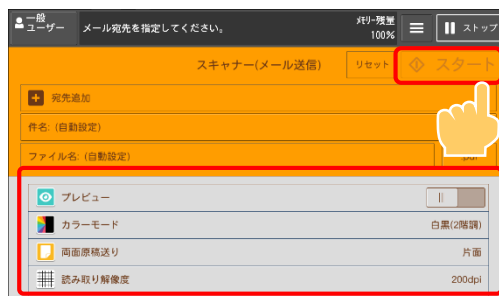 一般
ユーザー
メール宛先を指定してください。
メモリー残量
100%
ストップ
スキャナー(メール送信)
リセット
スタート
宛先追加
件名: (自動設定)
ファイル名: (自動設定)
プレビュー
カラーモード
白黒(2階調)
両面原稿送り
片面
読み取り解像度
200dpi